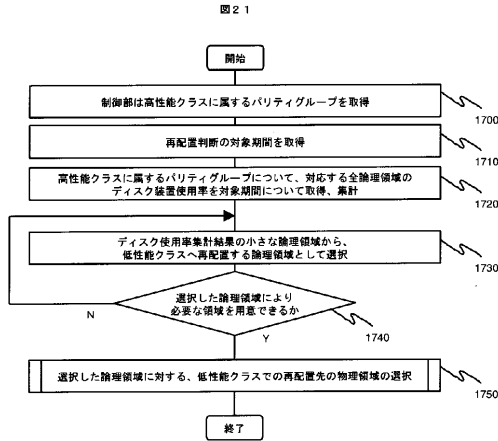 図２１
開始
制御部は高性能クラスに属するパリティグループを取得
1700
再配置判断の対象期間を取得
1710
高性能クラスに属するパリティグループについて、対応する全論理領域の
ディスク装置使用率を対象期間について取得、集計
1720
ディスク使用率集計結果の小さな論理領域から、
低性能クラスへ再配置する論理領域として選択
1730
選択した論理領域により
必要な領域を用意できるか
N
Y
1740
選択した論理領域に対する、低性能クラスでの再配置先の物理領域の選択
1750
終了